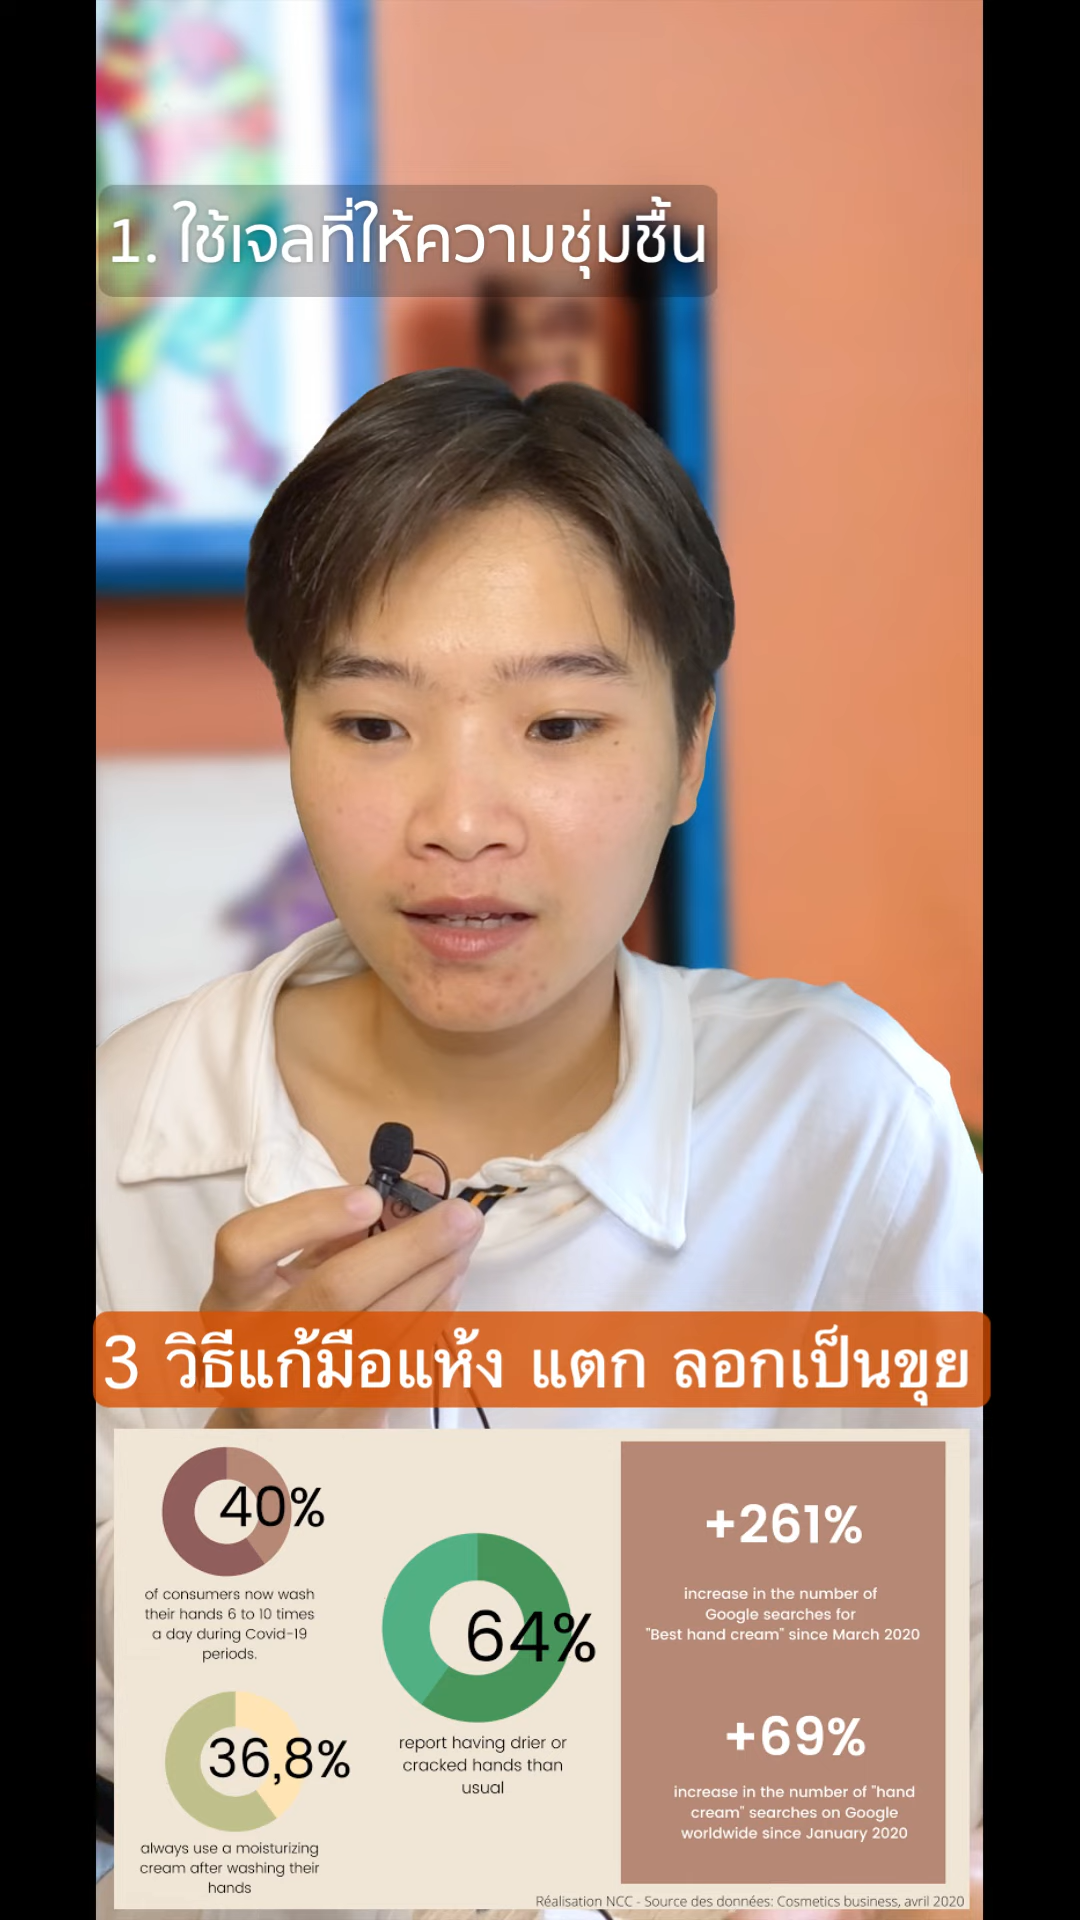 1. ใช้เจลที่ให้ความชุ่มชื้น
3 วิธีแก้มือแห้ง แตก ลอกเป็นขุย
40%
of consumers now wash
their hands 6 to 10 times
a day during Covid-19
periods.
36,8%
always use a moisturizing
cream after washing their
hands
64%
report having drier or
cracked hands than
usual
+261%
increase in the number of
Google searches for
"Best hand cream" since March 2020
+69%
increase in the number of "hand
cream" searches on Google
worldwide since January 2020
Réalisation NCC - Source des données: Cosmetics business, avril 2020